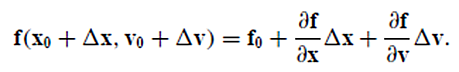 f(x₀ + Δx, v₀ + Δv) = f₀ + ∂f/∂x Δx + ∂f/∂v Δv.